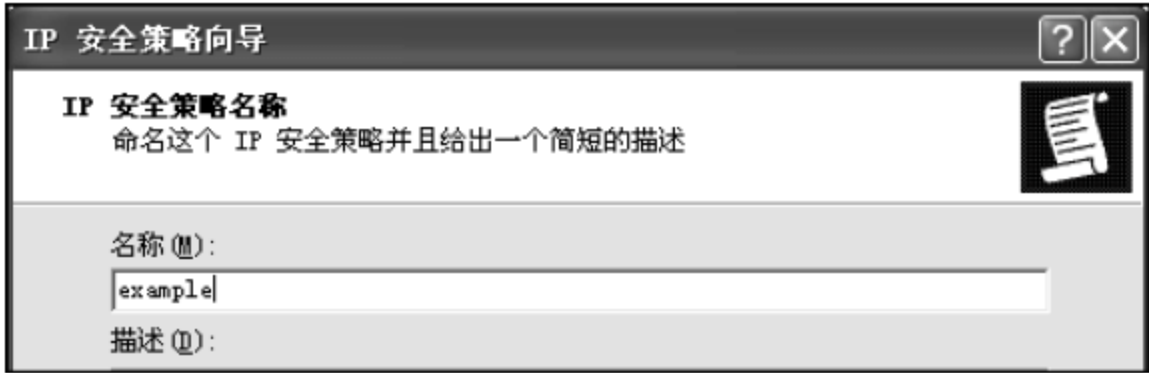 IP 安全策略向导
IP 安全策略名称
命名这个 IP 安全策略并且给出一个简短的描述
名称(M):
example
描述(D):